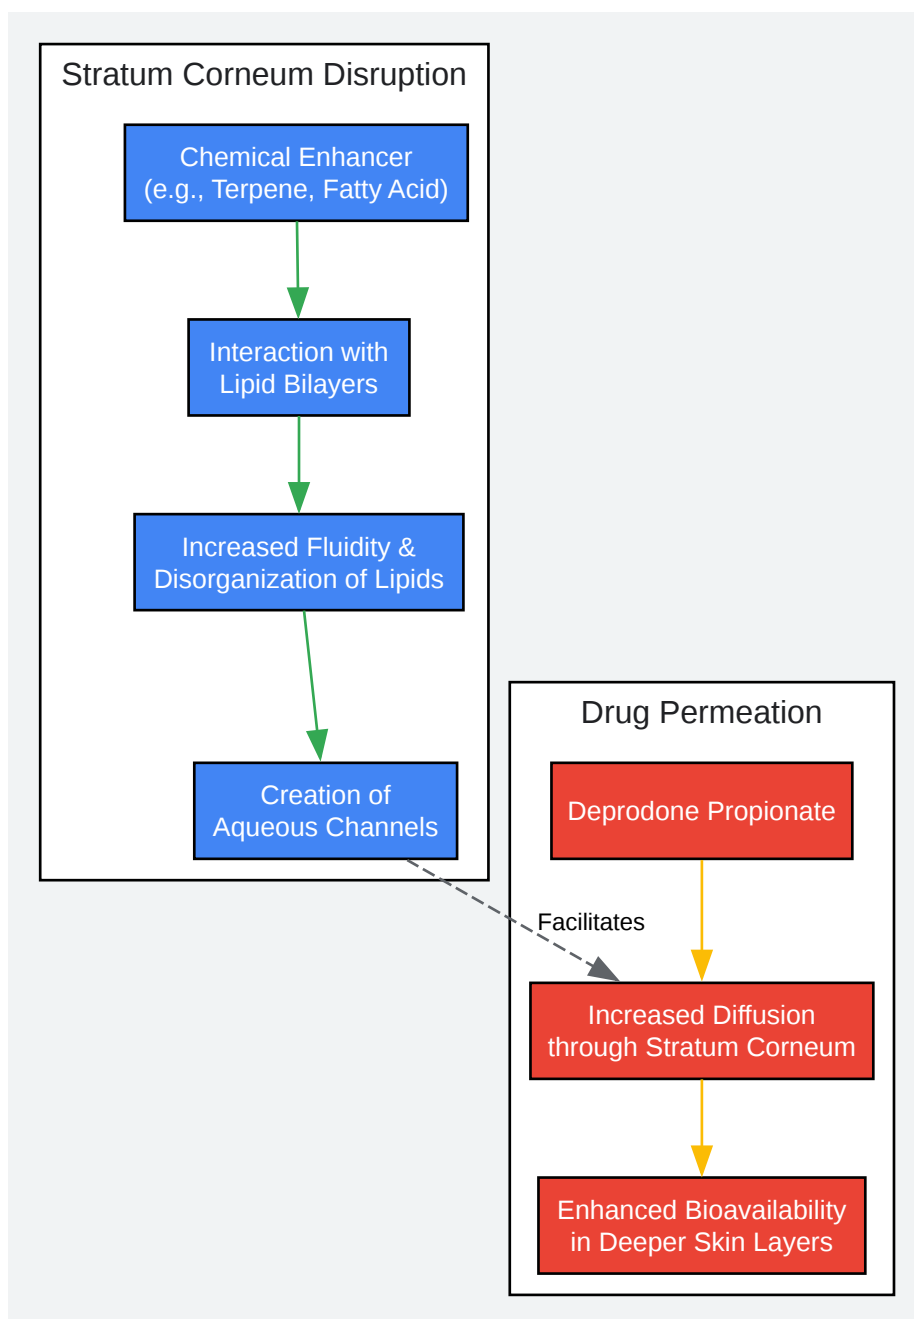 Stratum Corneum Disruption
Chemical Enhancer
(e.g., Terpene, Fatty Acid)
Interaction with
Lipid Bilayers
Increased Fluidity &
Disorganization of Lipids
Creation of
Aqueous Channels
Drug Permeation
Deprodone Propionate
Facilitates
Increased Diffusion
through Stratum Corneum
Enhanced Bioavailability
in Deeper Skin Layers